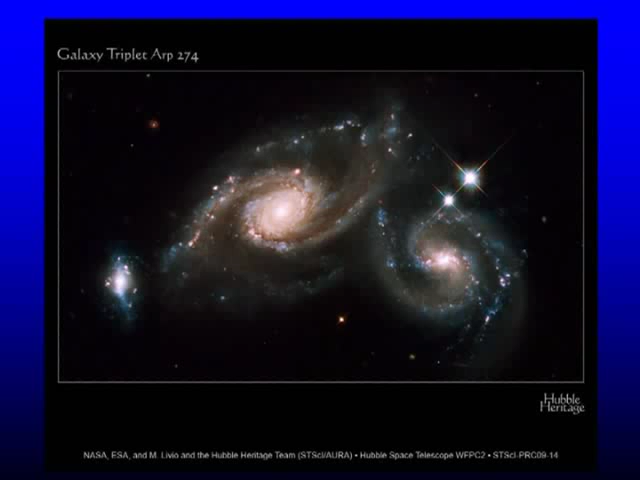 Galaxy Triplet Arp 274
Hubble
Heritage
NASA, ESA, and M. Livio and the Hubble Heritage Team (STScI/AURA) • Hubble Space Telescope WFPC2 • STScI-PRC09-14